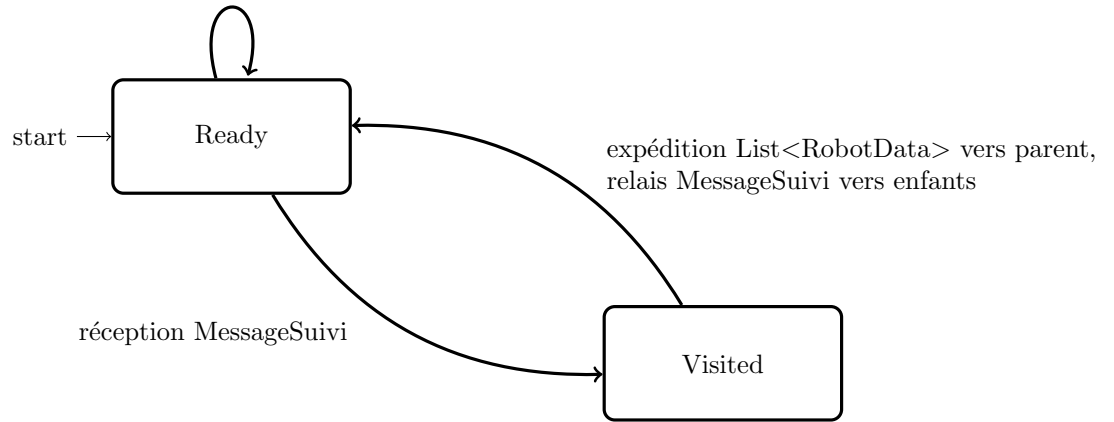 start
Ready
expédition List<RobotData> vers parent,
relais MessageSuivi vers enfants
réception MessageSuivi
Visited